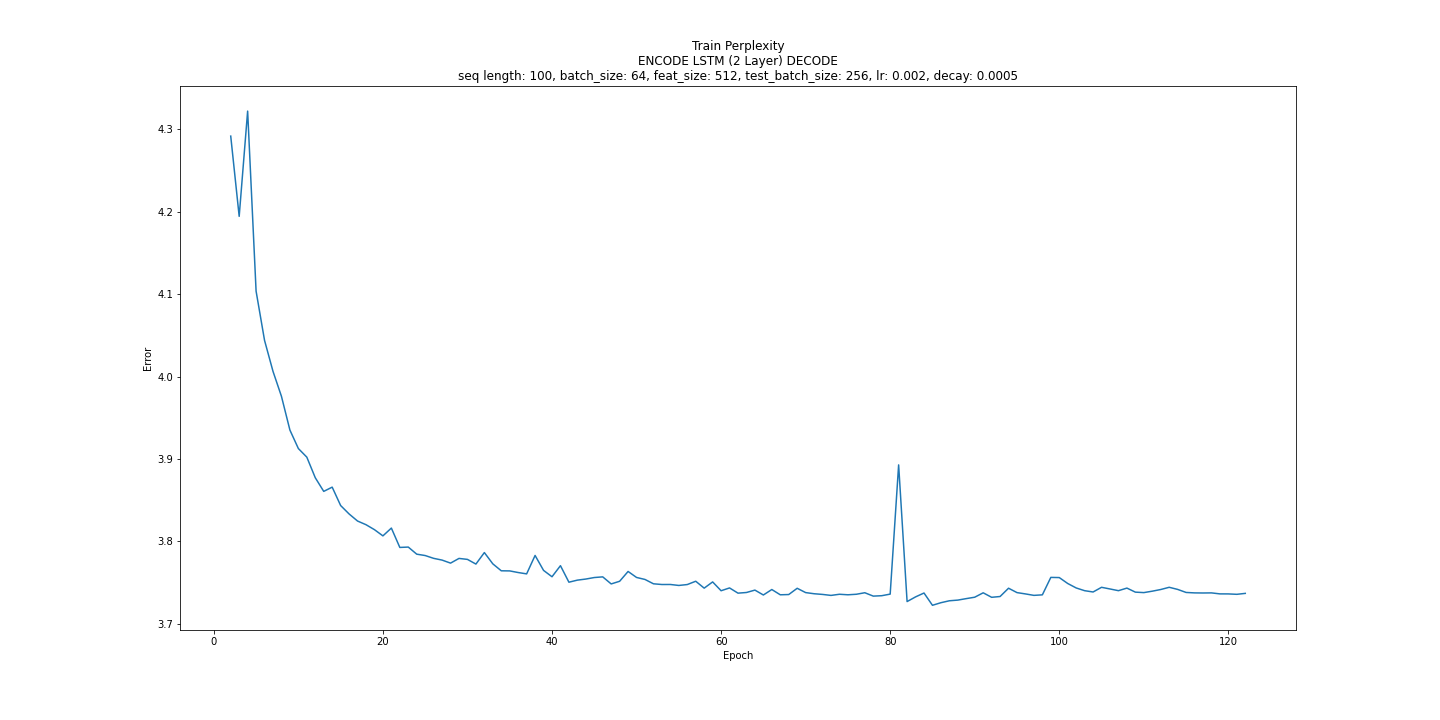 Train Perplexity
ENCODE LSTM (2 Layer) DECODE
seq length: 100, batch_size: 64, feat_size: 512, test_batch_size: 256, lr: 0.002, decay: 0.0005
4.3
4.2
4.1
4.0
3.9
3.8
3.7
Error
0 20 40 60 80 100 120
Epoch